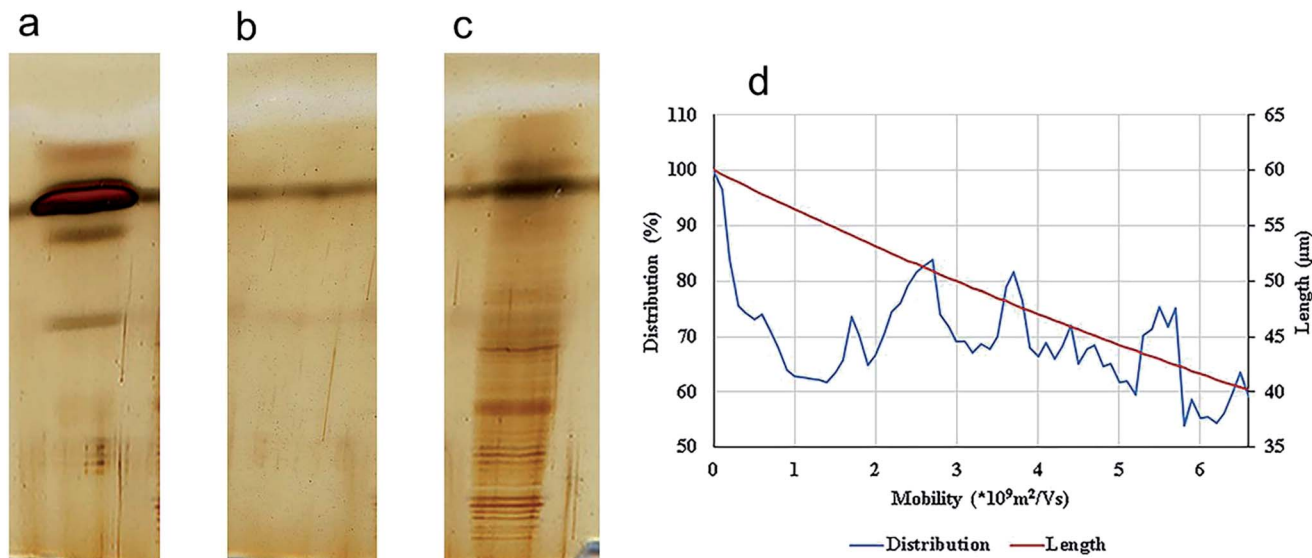 a
b
c
d
110
100
90
80
70
60
50
Distribution (%)
65
60
55
50
45
40
35
Length (μm)
0 1 2 3 4 5 6
Mobility (*10⁹m²/Vs)
Distribution Length